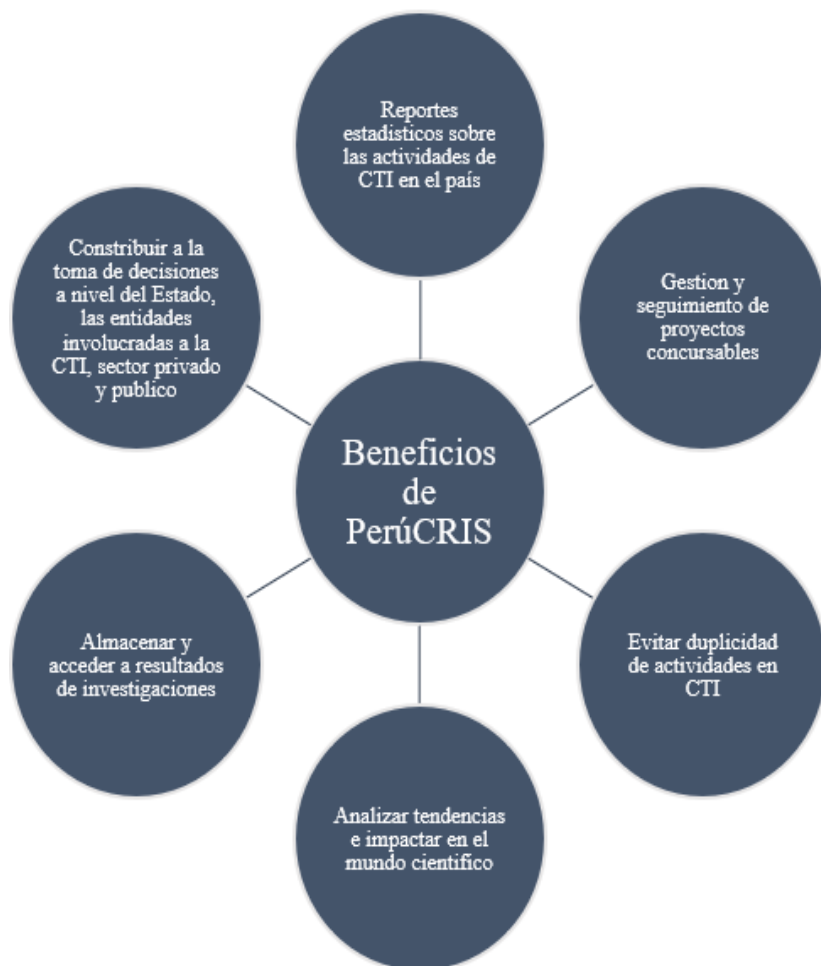 Reportes
estadisticos sobre
las actividades de
CTI en el país
Constribuir a la
toma de decisiones
a nivel del Estado,
las entidades
involucradas a la
CTI, sector privado
y publico
Gestion y
seguimiento de
proyectos
concursables
Beneficios
de
PerúCRIS
Almacenar y
acceder a resultados
de investigaciones
Evitar duplicidad
de actividades en
CTI
Analizar tendencias
e impactar en el
mundo cientifíco